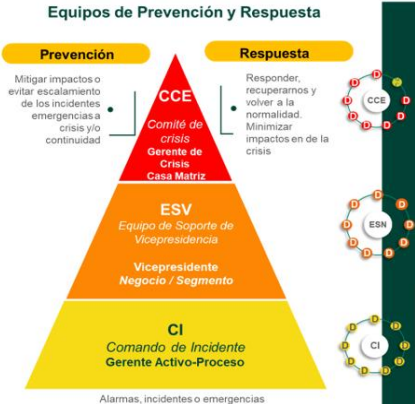 Equipos de Prevención y Respuesta
Prevención
Mitigar impactos o
evitar escalamiento
de los incidentes
emergencias a
crisis y/o
continuidad
Respuesta
Responder,
recuperarnos y
volver a la
normalidad.
Minimizar
impactos en de la
crisis
CCE
Comité de
crisis
Gerente de
Crisis
Casa Matriz
ESV
Equipo de Soporte de
Vicepresidencia
Vicepresidente
Negocio / Segmento
CI
Comando de Incidente
Gerente Activo-Proceso
Alarmas, incidentes o emergencias
D
D
D
D
D
D
D
D
D
CCE
D
D
D
D
D
D
D
D
D
ESN
D
D
D
D
D
D
D
D
D
CI